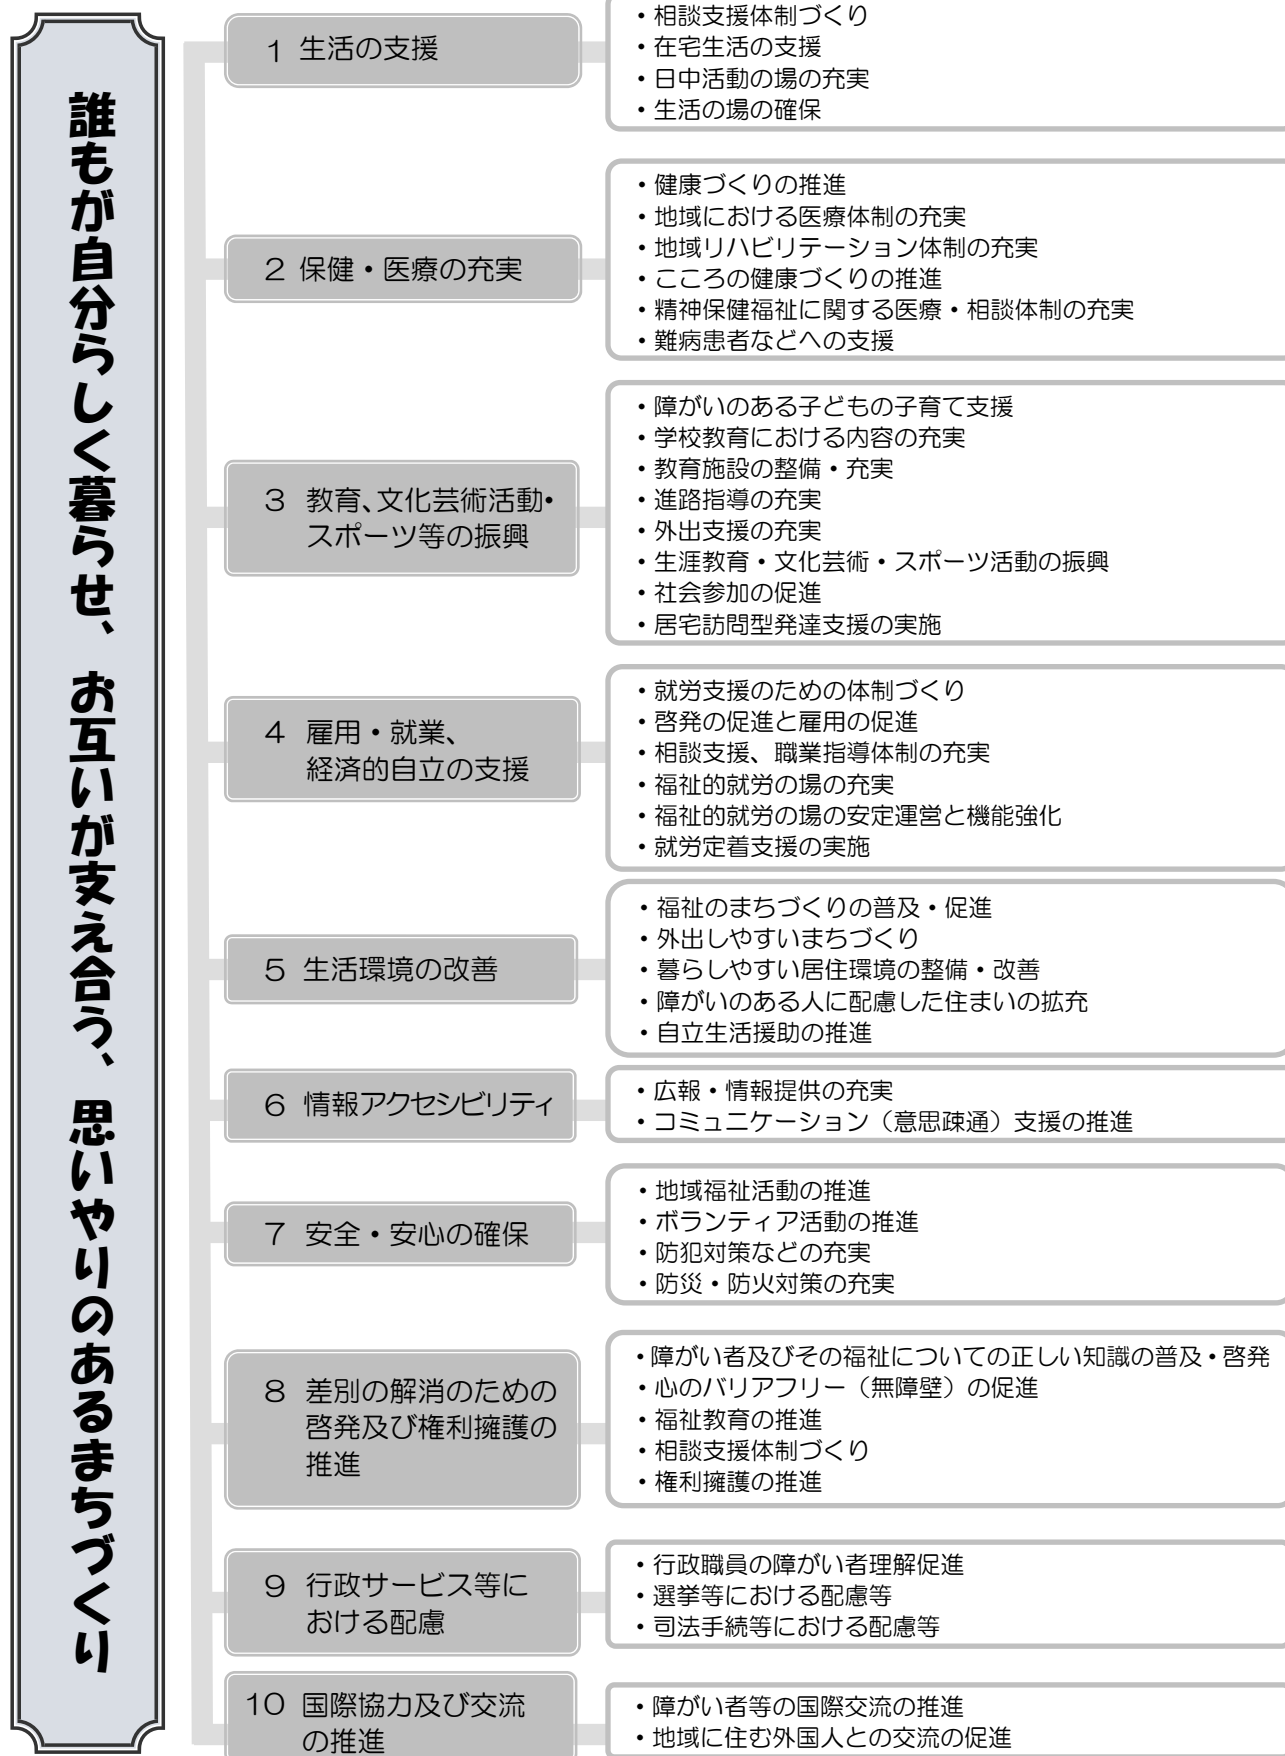 誰もが自分らしく暮らせ、お互いが支え合う、思いやりのあるまちづくり
1 生活の支援
・相談支援体制づくり
・在宅生活の支援
・日中活動の場の充実
・生活の場の確保
2 保健・医療の充実
・健康づくりの推進
・地域における医療体制の充実
・地域リハビリテーション体制の充実
・こころの健康づくりの推進
・精神保健福祉に関する医療・相談体制の充実
・難病患者などへの支援
3 教育、文化芸術活動・
スポーツ等の振興
・障がいのある子どもの子育て支援
・学校教育における内容の充実
・教育施設の整備・充実
・進路指導の充実
・外出支援の充実
・生涯教育・文化芸術・スポーツ活動の振興
・社会参加の促進
・居宅訪問型発達支援の実施
4 雇用・就業、
経済的自立の支援
・就労支援のための体制づくり
・啓発の促進と雇用の促進
・相談支援、職業指導体制の充実
・福祉的就労の場の充実
・福祉的就労の場の安定運営と機能強化
・就労定着支援の実施
5 生活環境の改善
・福祉のまちづくりの普及・促進
・外出しやすいまちづくり
・暮らしやすい居住環境の整備・改善
・障がいのある人に配慮した住まいの拡充
・自立生活援助の推進
6 情報アクセシビリティ
・広報・情報提供の充実
・コミュニケーション（意思疎通）支援の推進
7 安全・安心の確保
・地域福祉活動の推進
・ボランティア活動の推進
・防犯対策などの充実
・防災・防火対策の充実
8 差別の解消のための
啓発及び権利擁護の
推進
・障がい者及びその福祉についての正しい知識の普及・啓発
・心のバリアフリー（無障壁）の促進
・福祉教育の推進
・相談支援体制づくり
・権利擁護の推進
9 行政サービス等に
おける配慮
・行政職員の障がい者理解促進
・選挙等における配慮等
・司法手続等における配慮等
10 国際協力及び交流
の推進
・障がい者等の国際交流の推進
・地域に住む外国人との交流の促進